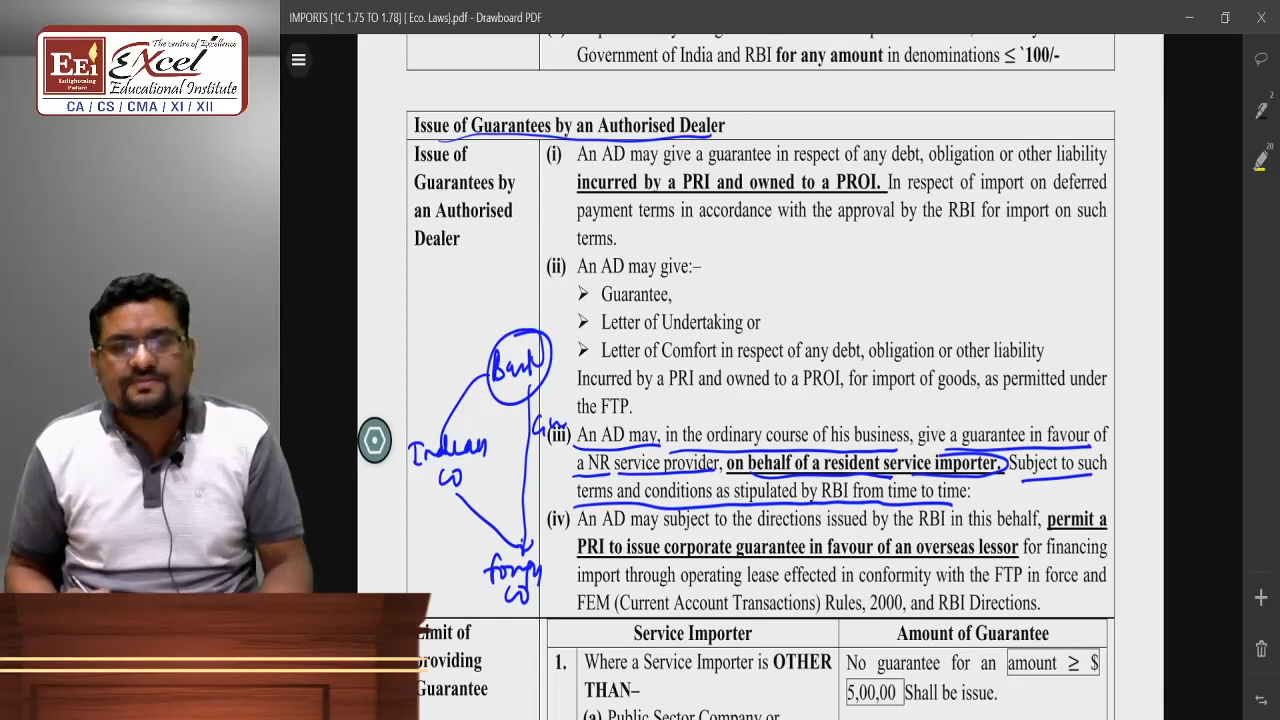 IMPORTS [1C 1.75 TO 1.78] ( Eco. Laws).pdf - Drawboard PDF
The centre of Excellence
EEi
Enlightening Future
EXcel
Educational Institute
CA / CS / CMA / XI / XII
Government of India and RBI for any amount in denominations ≤ `100/-
Issue of Guarantees by an Authorised Dealer
Issue of
Guarantees by
an Authorised
Dealer
(i) An AD may give a guarantee in respect of any debt, obligation or other liability
incurred by a PRI and owned to a PROI. In respect of import on deferred
payment terms in accordance with the approval by the RBI for import on such
terms.
(ii) An AD may give:–
➢ Guarantee,
➢ Letter of Undertaking or
➢ Letter of Comfort in respect of any debt, obligation or other liability
Incurred by a PRI and owned to a PROI, for import of goods, as permitted under
the FTP.
(iii) An AD may, in the ordinary course of his business, give a guarantee in favour of
a NR service provider, on behalf of a resident service importer. Subject to such
terms and conditions as stipulated by RBI from time to time:
(iv) An AD may subject to the directions issued by the RBI in this behalf, permit a
PRI to issue corporate guarantee in favour of an overseas lessor for financing
import through operating lease effected in conformity with the FTP in force and
FEM (Current Account Transactions) Rules, 2000, and RBI Directions.
Bank
Indian
CO
CO
Limit of
providing
Guarantee
Service Importer
Amount of Guarantee
1. Where a Service Importer is OTHER
THAN–
(a) Public Sector Company or
No guarantee for an amount ≥ $
5,00,00 Shall be issue.
2
20